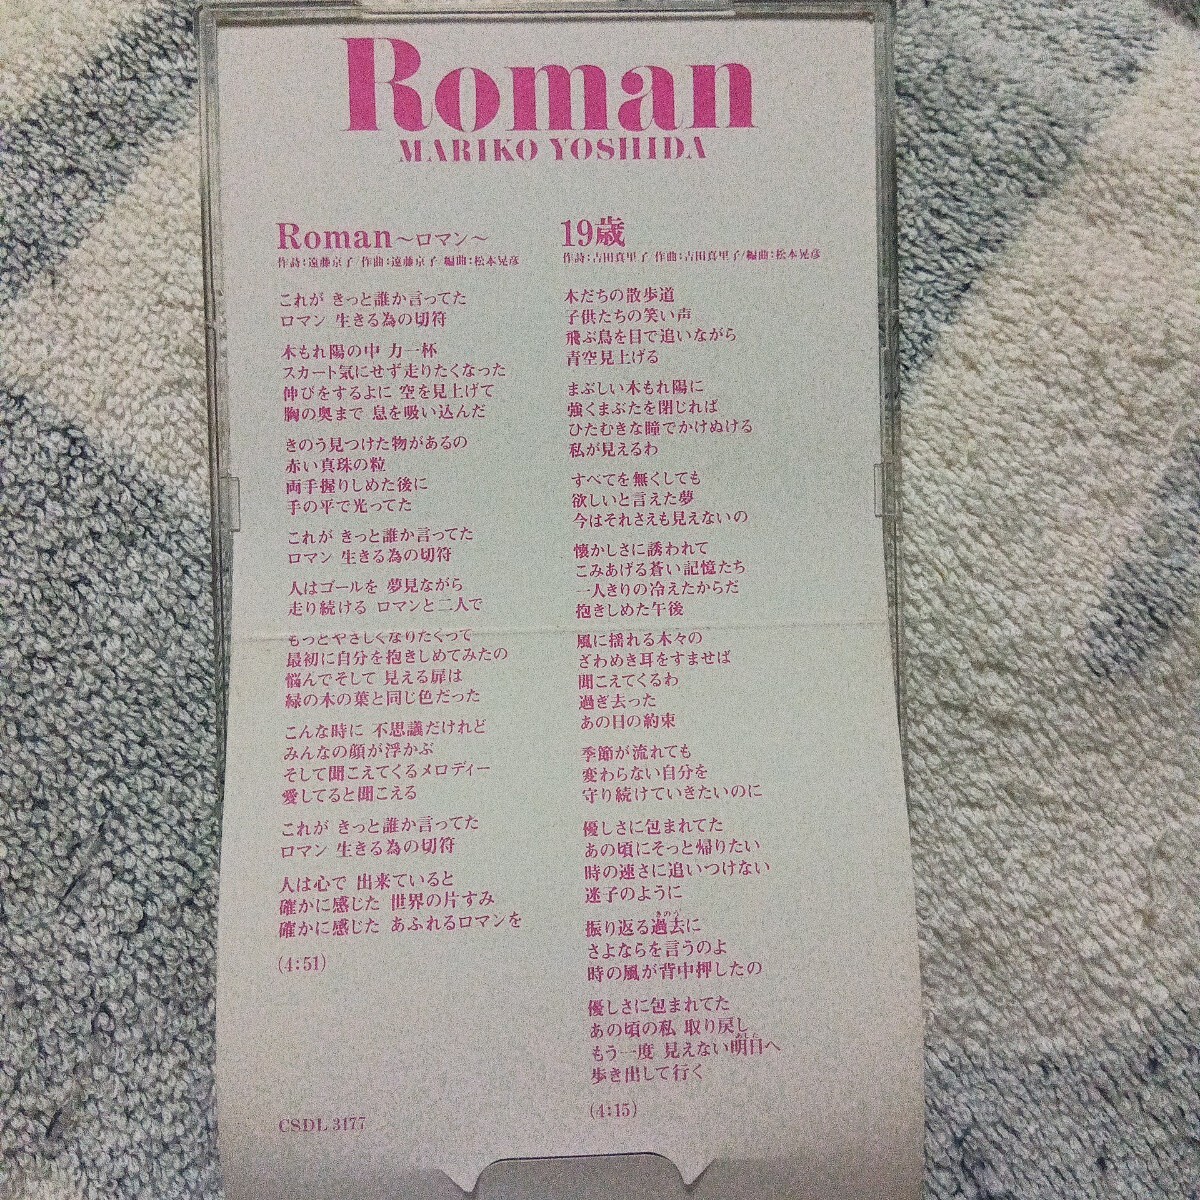 Roman
MARIKO YOSHIDA
Roman～ロマン～
作詩：遠藤京子/作曲：遠藤京子 編曲：松本晃彦
これが きっと誰か言ってた
ロマン 生きる為の切符
木もれ陽の中 力一杯
スカート気にせず走りたくなった
伸びをするよに 空を見上げて
胸の奥まで 息を吸い込んだ
きのう見つけた物があるの
赤い真珠の粒
両手握りしめた後に
手の平で光ってた
これが きっと誰か言ってた
ロマン 生きる為の切符
人はゴールを 夢見ながら
走り続ける ロマンと二人で
もっとやさしくなりたくって
最初に自分を抱きしめてみたの
悩んでそして 見える扉は
緑の木の葉と同じ色だった
こんな時に 不思議だけれど
みんなの顔が浮かぶ
そして聞こえてくるメロディー
愛してると聞こえる
これが きっと誰か言ってた
ロマン 生きる為の切符
人は心で 出来ていると
確かに感じた 世界の片すみ
確かに感じた あふれるロマンを
(4:51)
CSDL 3177
19歳
作詩：吉田真里子 作曲：吉田真里子/編曲：松本晃彦
木だちの散歩道
子供たちの笑い声
飛ぶ鳥を目で追いながら
青空見上げる
まぶしい木もれ陽に
強くまぶたを閉じれば
ひたむきな瞳でかけぬける
私が見えるわ
すべてを無くしても
欲しいと言えた夢
今はそれさえも見えないの
懐かしさに誘われて
こみあげる蒼い記憶たち
一人きりの冷えたからだ
抱きしめた午後
風に揺れる木々の
ざわめき耳をすませば
聞こえてくるわ
過ぎ去った
あの日の約束
季節が流れても
変わらない自分を
守り続けていきたいのに
優しさに包まれてた
あの頃にそっと帰りたい
時の速さに追いつけない
迷子のように
振り返る過去に
きのう
さよならを言うのよ
時の風が背中押したの
優しさに包まれてた
あの頃の私 取り戻し
もう一度 見えない明日へ
あした
歩き出して行く
(4:15)